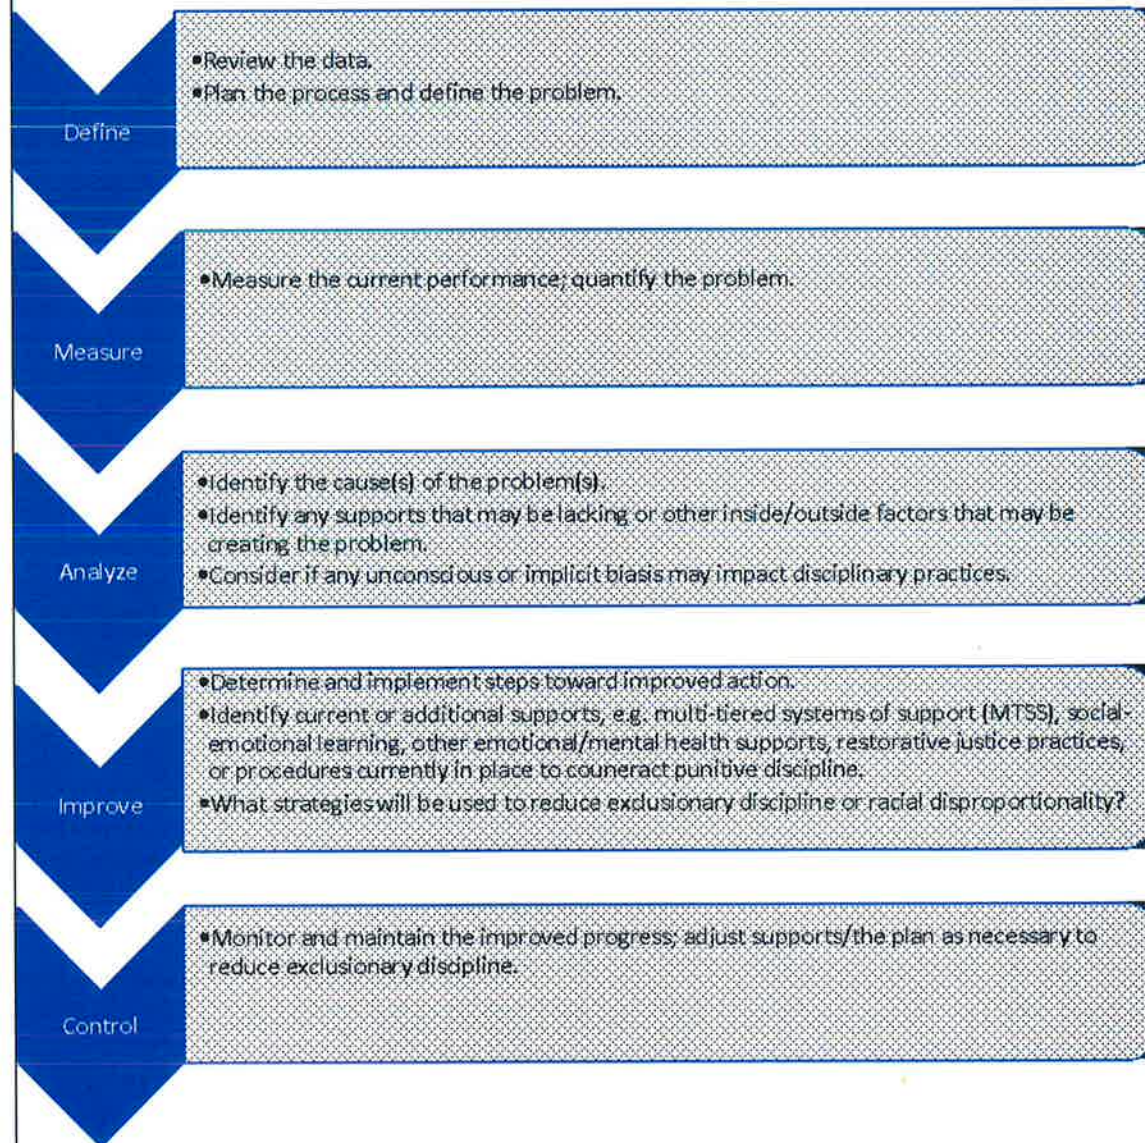 •Review the data.
•Plan the process and define the problem.
Define
•Measure the current performance; quantify the problem.
Measure
•Identify the cause(s) of the problem(s).
•Identify any supports that may be lacking or other inside/outside factors that may be
creating the problem.
•Consider if any unconscious or implicit biasis may impact disciplinary practices.
Analyze
•Determine and implement steps toward improved action.
•Identify current or additional supports, e.g. multi-tiered systems of support (MTSS), social-
emotional learning, other emotional/mental health supports, restorative justice practices,
or procedures currently in place to couneract punitive discipline.
•What strategies will be used to reduce exclusionary discipline or racial disproportionality?
Improve
•Monitor and maintain the improved progress; adjust supports/the plan as necessary to
reduce exclusionary discipline.
Control